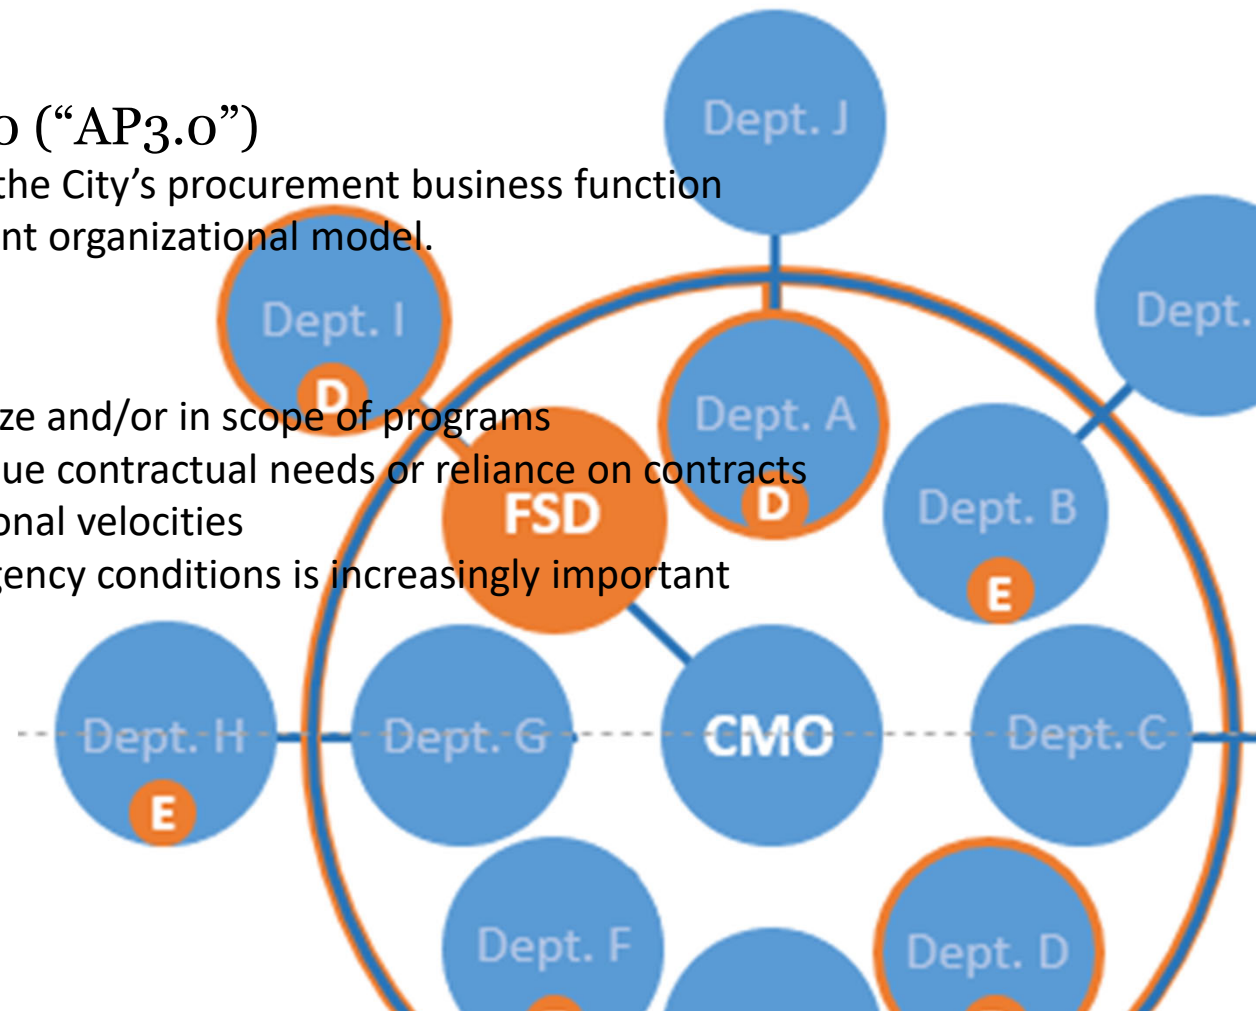 Dept. J
o (“AP3.0”)
the City’s procurement business function
nt organizational model.
Dept.
Dept. I
D
ze and/or in scope of programs
Dept. A
ue contractual needs or reliance on contracts
D
FSD
Dept. B
onal velocities
gency conditions is increasingly important
E
Dept. H
Dept. G
CMO
Dept. C
E
Dept. F
Dept. D